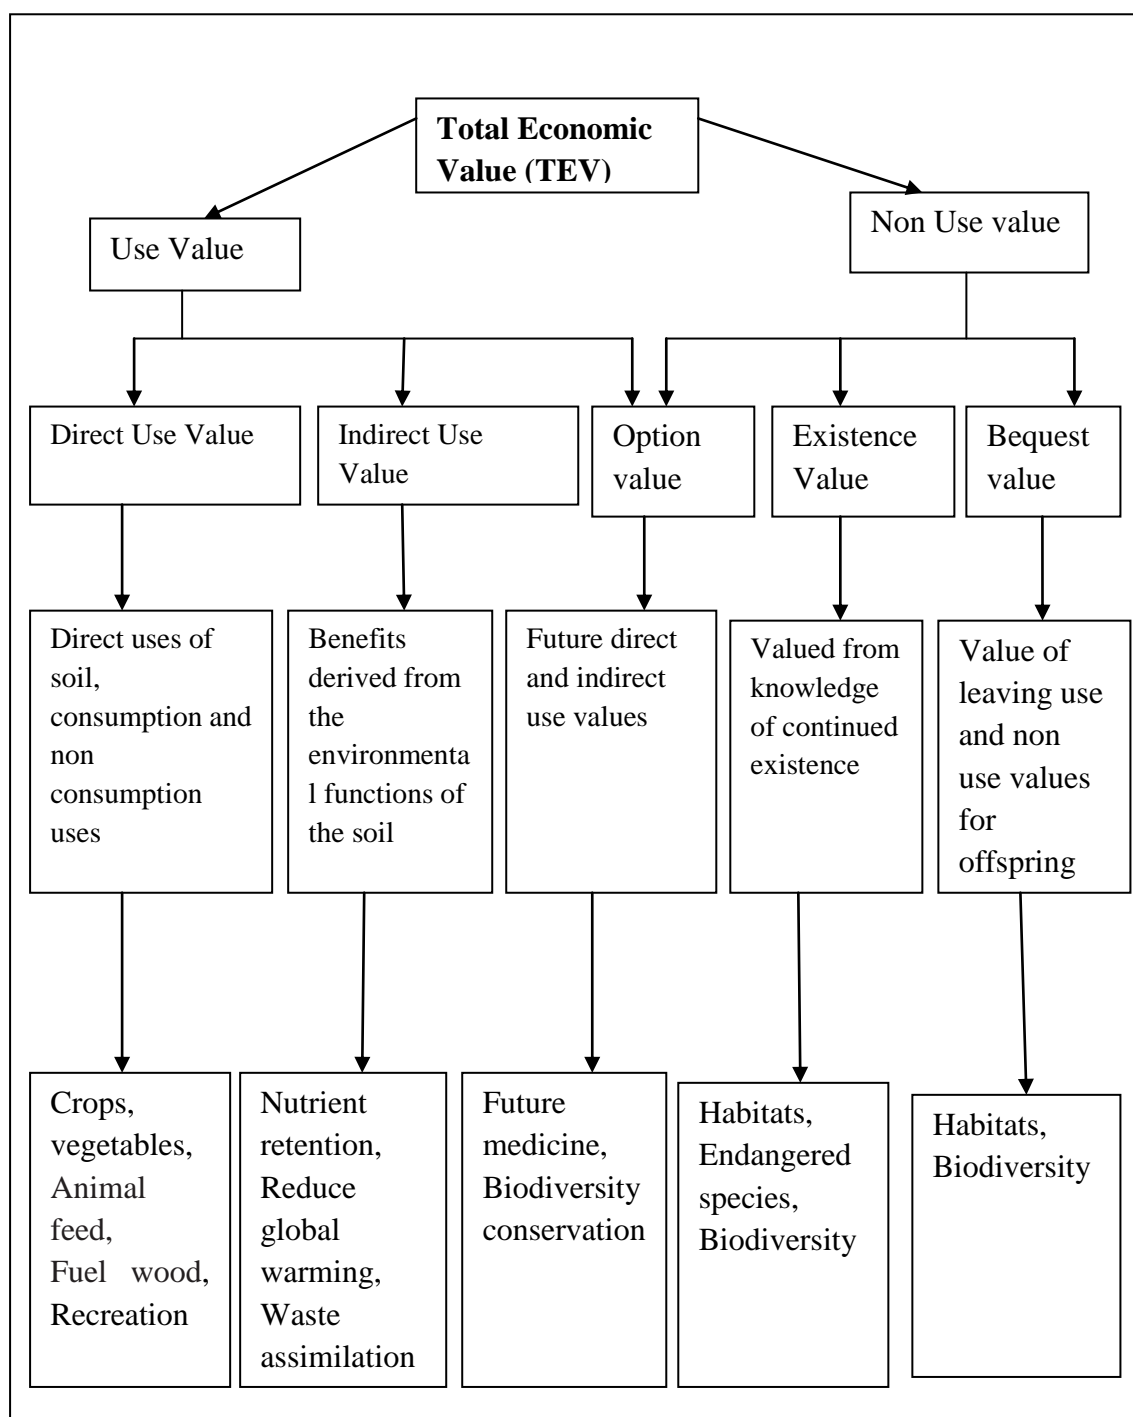 Total Economic
Value (TEV)
Use Value
Non Use value
Direct Use Value
Indirect Use
Value
Option
value
Existence
Value
Bequest
value
Direct uses of
soil,
consumption and
non
consumption
uses
Benefits
derived from
the
environmenta
l functions of
the soil
Future direct
and indirect
use values
Valued from
knowledge
of continued
existence
Value of
leaving use
and non
use values
for
offspring
Crops,
vegetables,
Animal
feed,
Fuel wood,
Recreation
Nutrient
retention,
Reduce
global
warming,
Waste
assimilation
Future
medicine,
Biodiversity
conservation
Habitats,
Endangered
species,
Biodiversity
Habitats,
Biodiversity